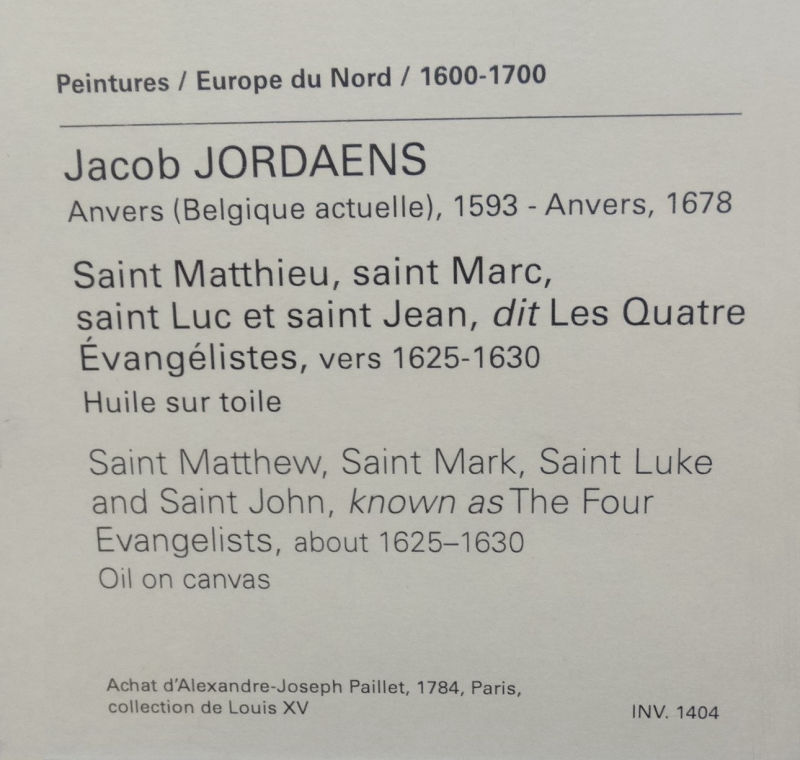 Peintures / Europe du Nord / 1600-1700
Jacob JORDAENS
Anvers (Belgique actuelle), 1593 - Anvers, 1678
Saint Matthieu, saint Marc,
saint Luc et saint Jean, dit Les Quatre
Évangélistes, vers 1625-1630
Huile sur toile
Saint Matthew, Saint Mark, Saint Luke
and Saint John, known as The Four
Evangelists, about 1625–1630
Oil on canvas
Achat d'Alexandre-Joseph Paillet, 1784, Paris,
collection de Louis XV
INV. 1404